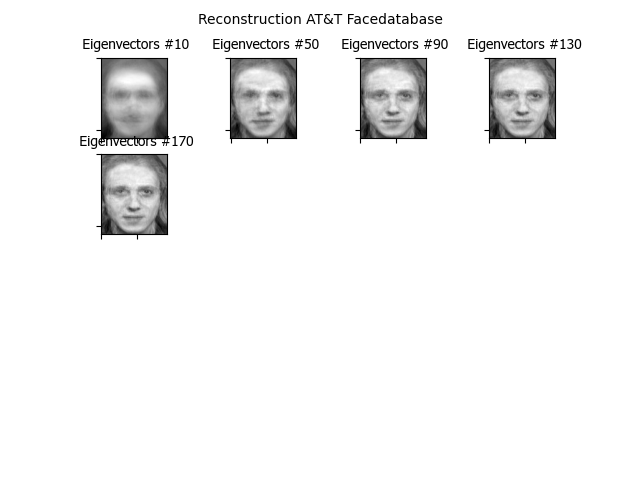 Reconstruction AT&T Facedatabase
Eigenvectors #10
Eigenvectors #50
Eigenvectors #90
Eigenvectors #130
Eigenvectors #170